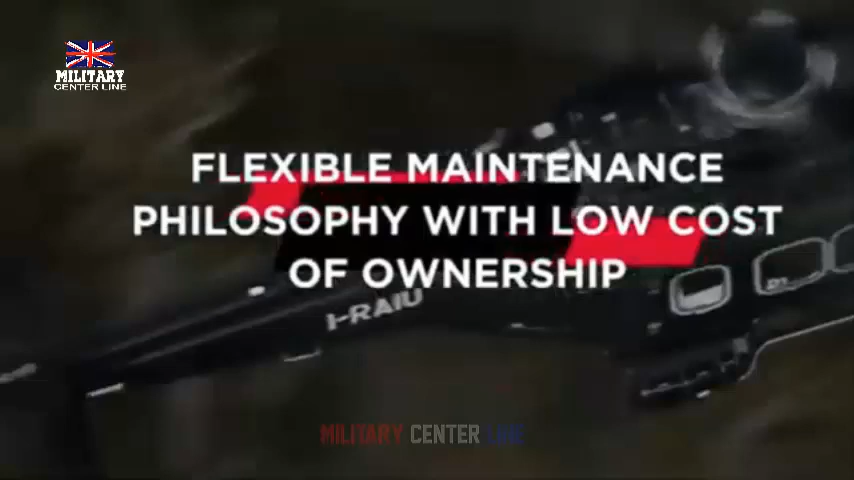 MILITARY
CENTER LINE
FLEXIBLE MAINTENANCE
PHILOSOPHY WITH LOW COST
OF OWNERSHIP
I-RAIU
MILITARY CENTER LINE